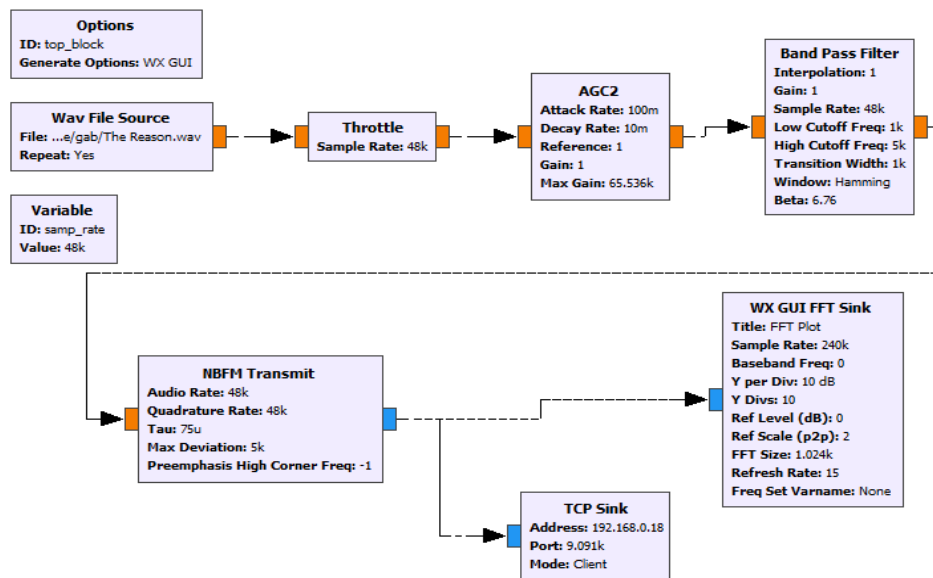 Options
ID: top_block
Generate Options: WX GUI
Wav File Source
File: ...e/gab/The Reason.wav
Repeat: Yes
Throttle
Sample Rate: 48k
AGC2
Attack Rate: 100m
Decay Rate: 10m
Reference: 1
Gain: 1
Max Gain: 65.536k
Band Pass Filter
Interpolation: 1
Gain: 1
Sample Rate: 48k
Low Cutoff Freq: 1k
High Cutoff Freq: 5k
Transition Width: 1k
Window: Hamming
Beta: 6.76
Variable
ID: samp_rate
Value: 48k
NBFM Transmit
Audio Rate: 48k
Quadrature Rate: 48k
Tau: 75u
Max Deviation: 5k
Preemphasis High Corner Freq: -1
WX GUI FFT Sink
Title: FFT Plot
Sample Rate: 240k
Baseband Freq: 0
Y per Div: 10 dB
Y Divs: 10
Ref Level (dB): 0
Ref Scale (p2p): 2
FFT Size: 1.024k
Refresh Rate: 15
Freq Set Varname: None
TCP Sink
Address: 192.168.0.18
Port: 9.091k
Mode: Client